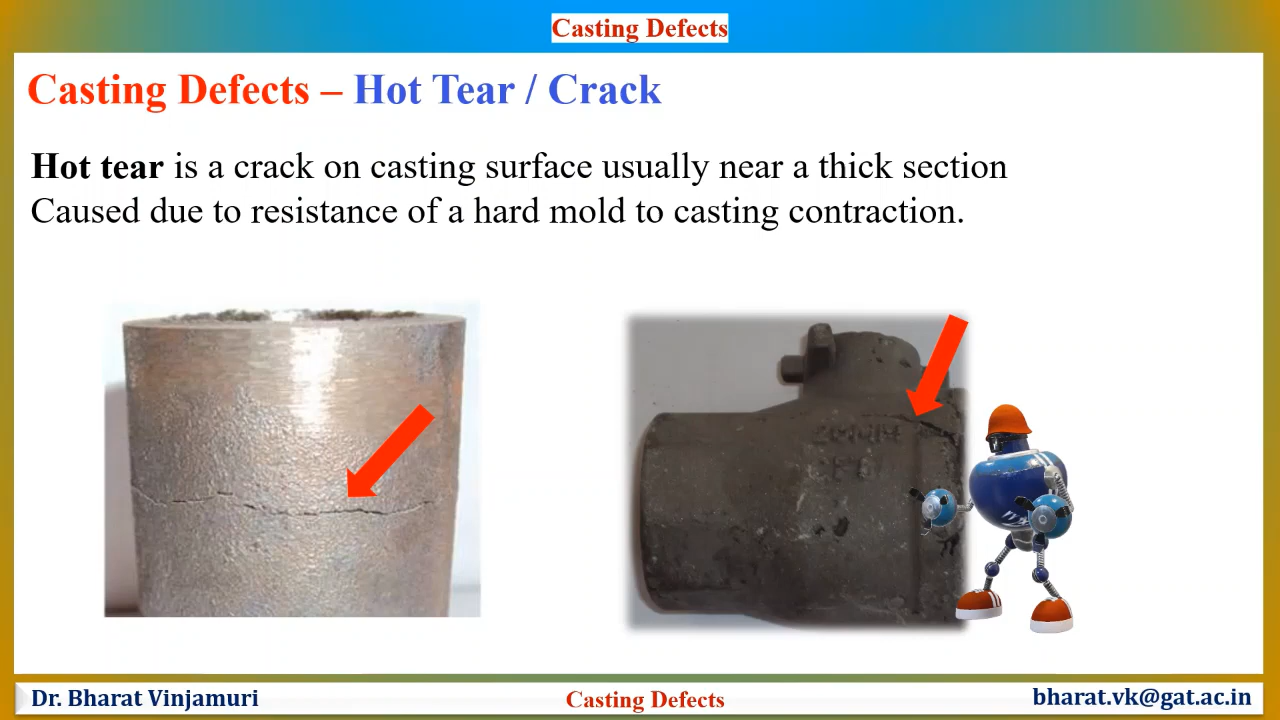 Casting Defects
Casting Defects – Hot Tear / Crack
Hot tear is a crack on casting surface usually near a thick section
Caused due to resistance of a hard mold to casting contraction.
Dr. Bharat Vinjamuri
Casting Defects
bharat.vk@gat.ac.in